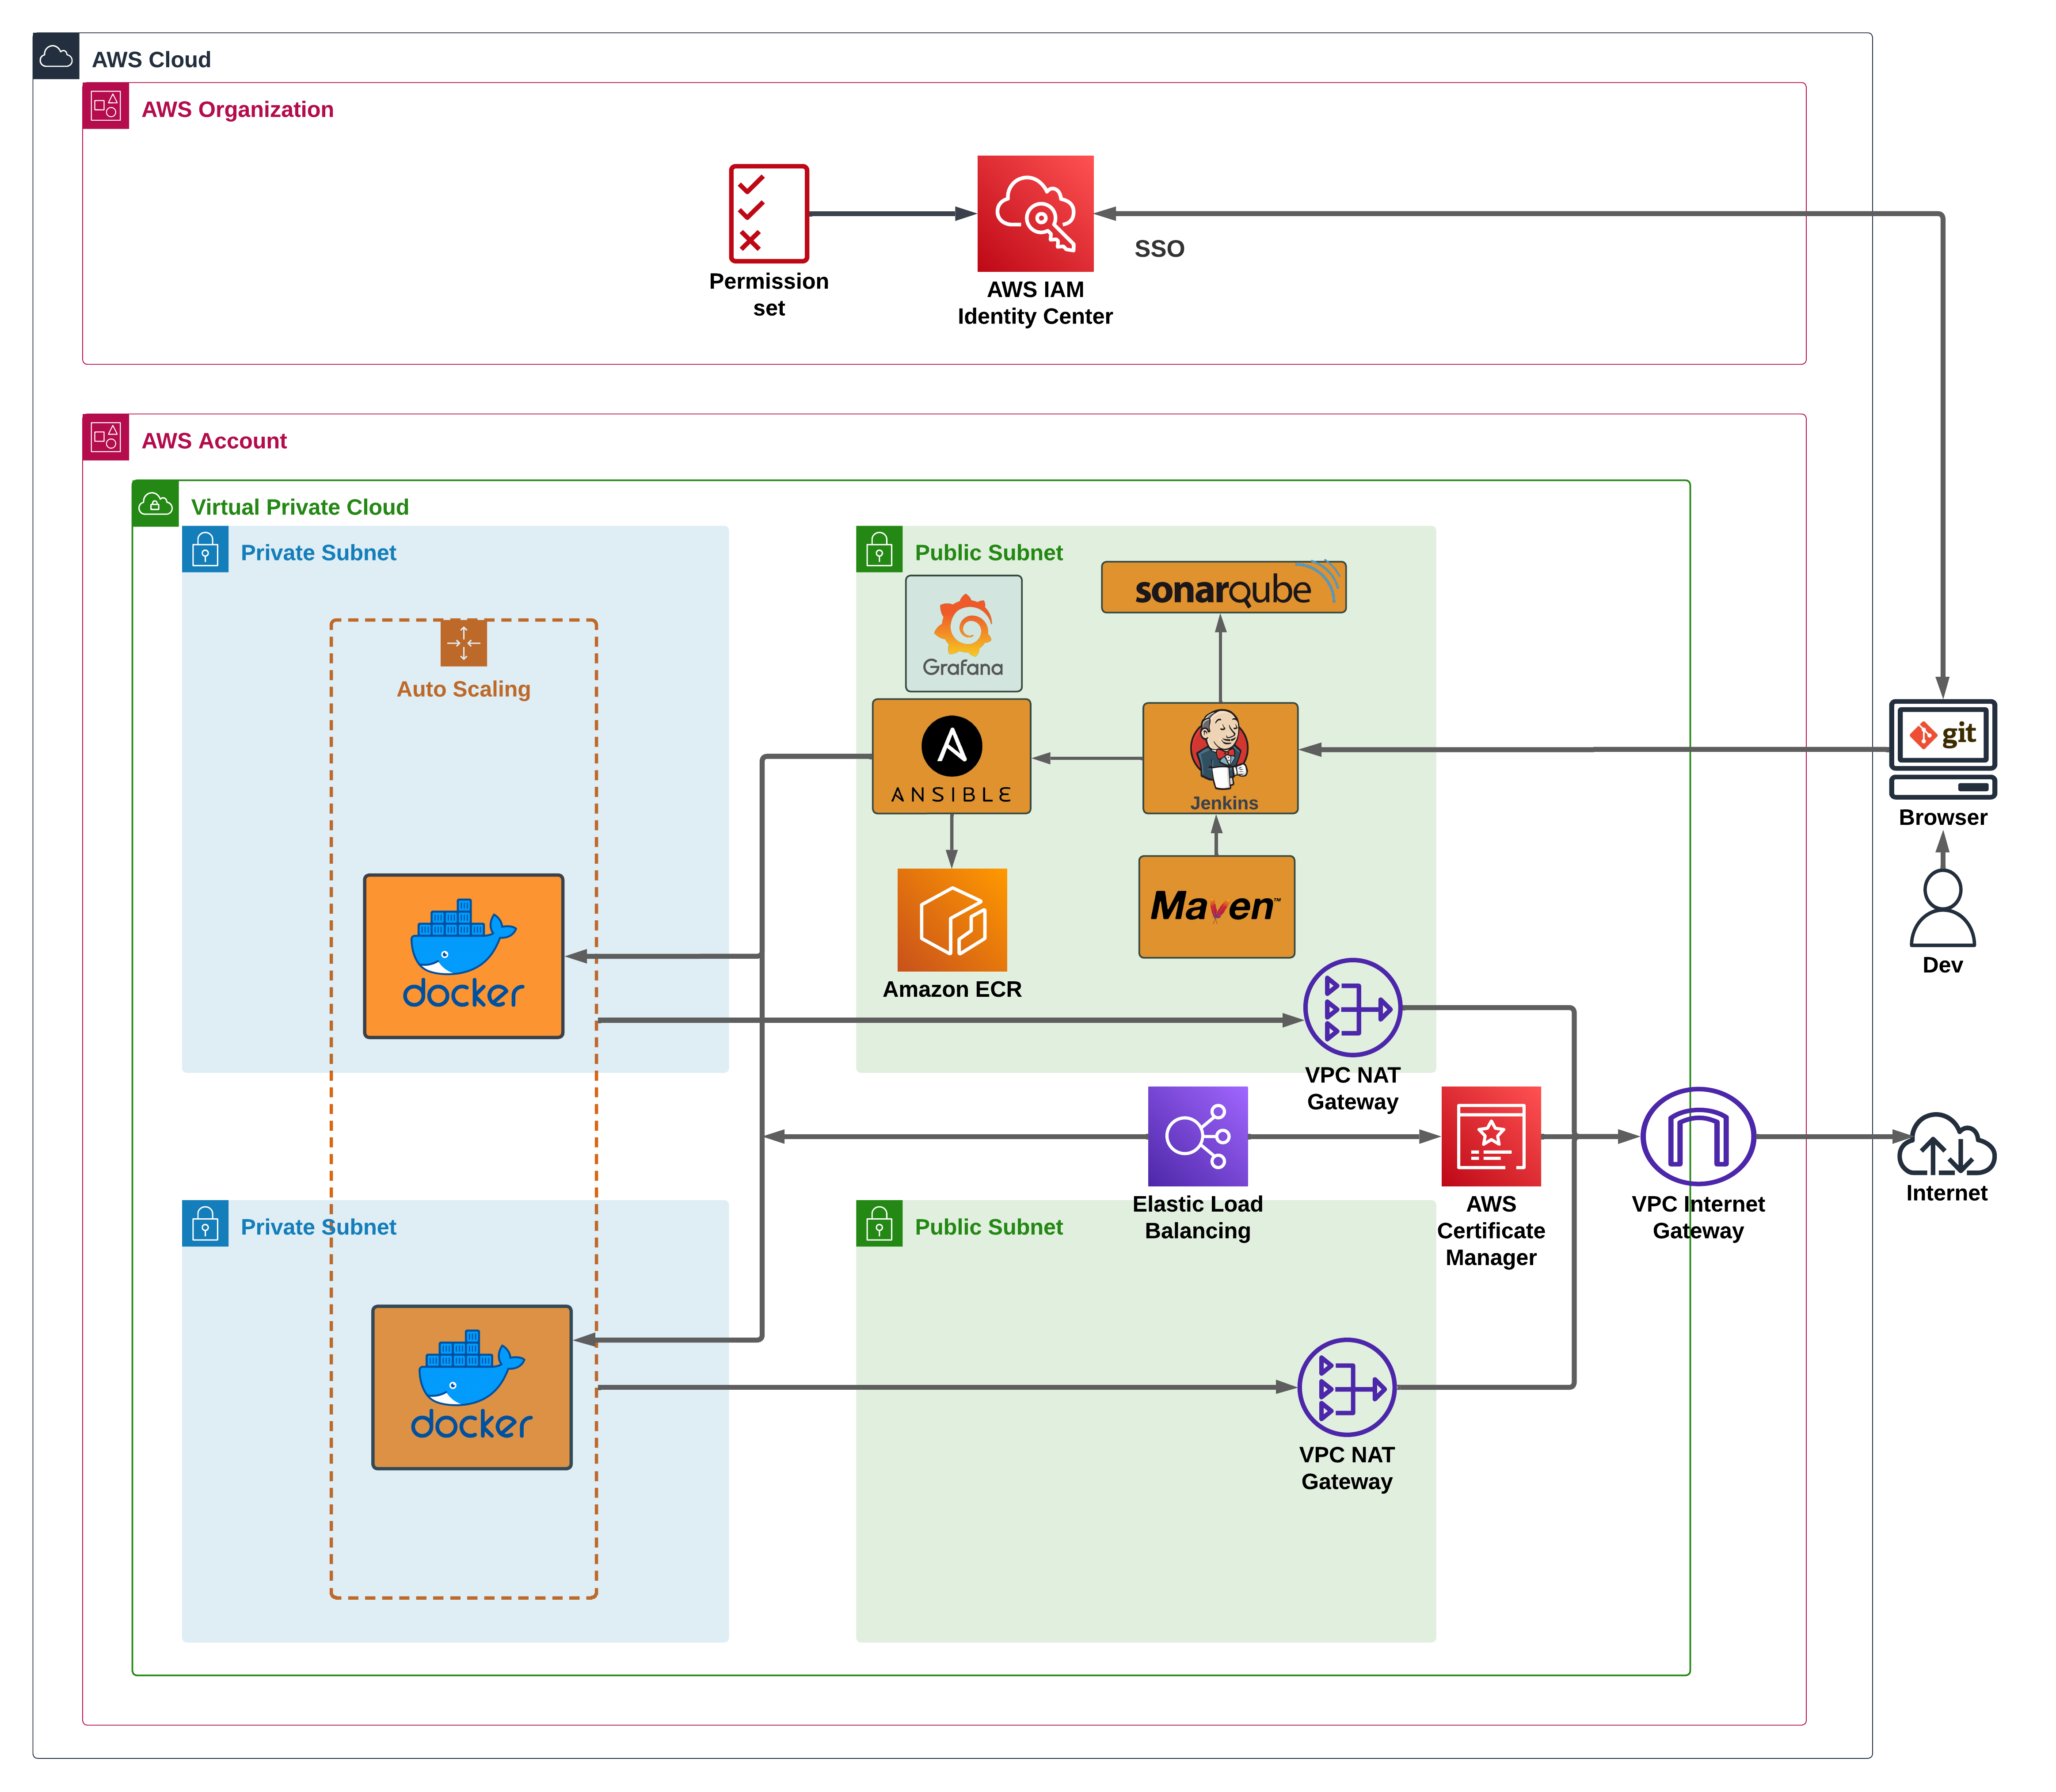 AWS Cloud
AWS Organization
Permission
set
AWS IAM
Identity Center
SSO
AWS Account
Virtual Private Cloud
Private Subnet
Auto Scaling
docker
Public Subnet
Grafana
sonarqube
ANSIBLE
Jenkins
Amazon ECR
Maven™
VPC NAT
Gateway
git
Browser
Dev
Elastic Load
Balancing
AWS
Certificate
Manager
VPC Internet
Gateway
Internet
Private Subnet
docker
Public Subnet
VPC NAT
Gateway